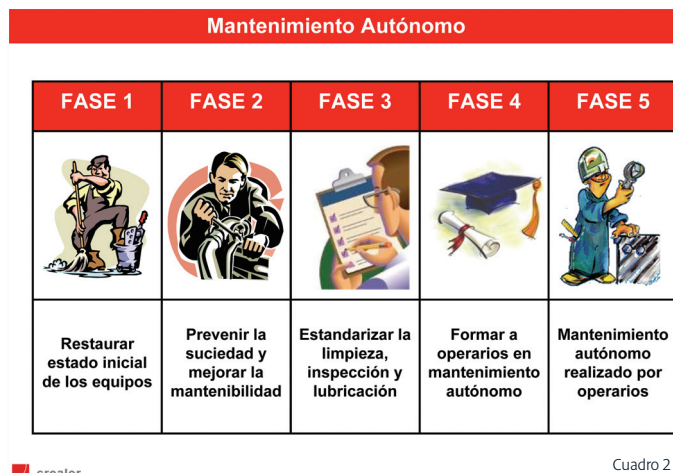 Mantenimiento Autónomo
FASE 1
FASE 2
FASE 3
FASE 4
FASE 5
Restaurar
estado inicial
de los equipos
Prevenir la
suciedad y
mejorar la
mantenibilidad
Estandarizar la
limpieza,
inspección y
lubricación
Formar a
operarios en
mantenimiento
autónomo
Mantenimiento
autónomo
realizado por
operarios
Cuadro 2